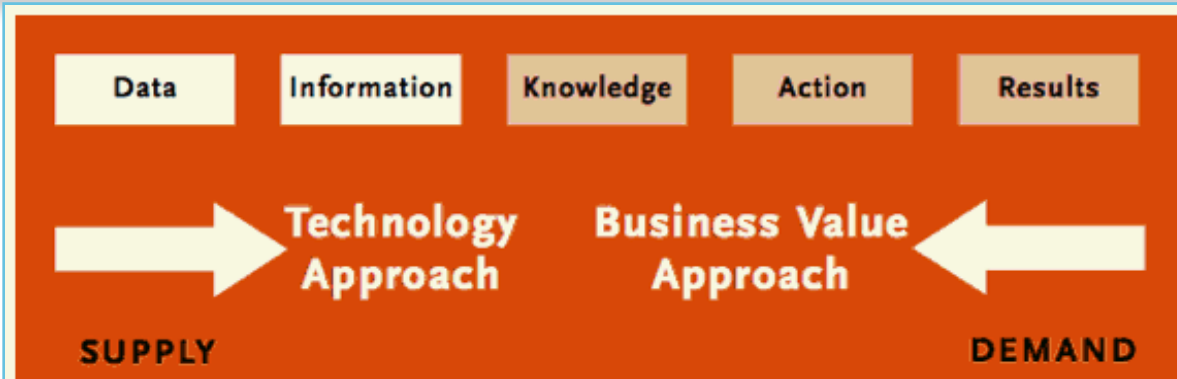 Data Information Knowledge Action Results
Technology Business Value
Approach Approach
SUPPLY DEMAND